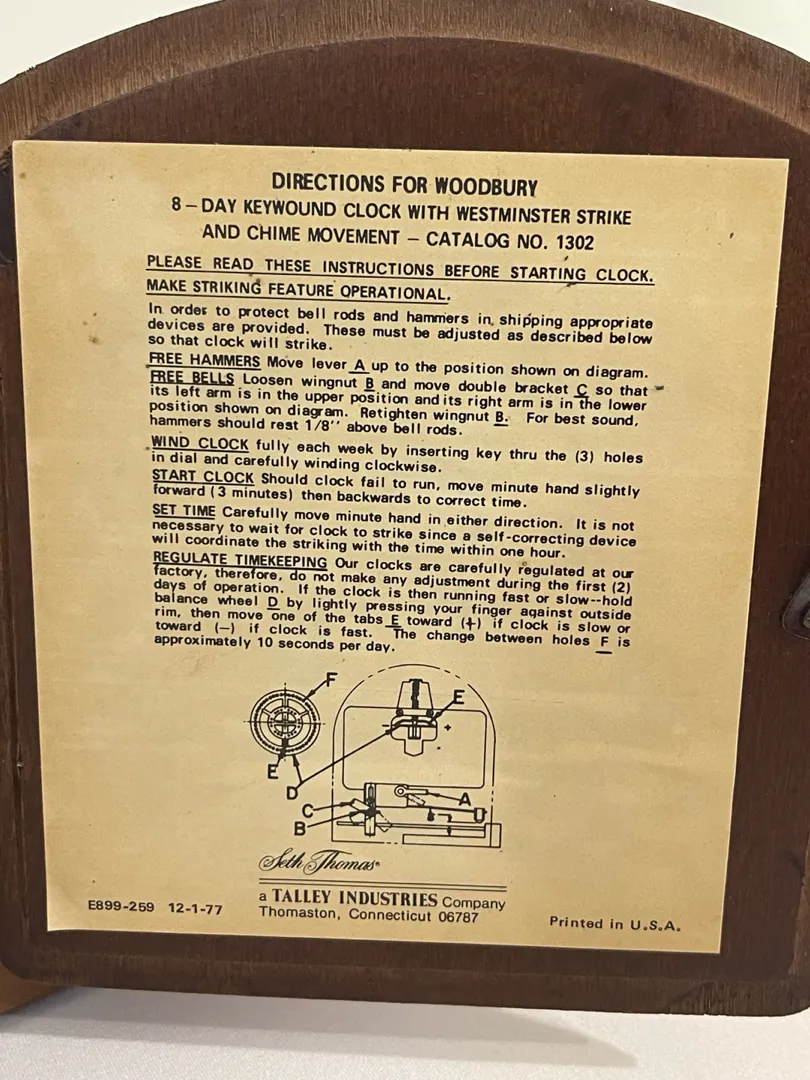 DIRECTIONS FOR WOODBURY
8 – DAY KEYWOUND CLOCK WITH WESTMINSTER STRIKE
AND CHIME MOVEMENT – CATALOG NO. 1302
PLEASE READ THESE INSTRUCTIONS BEFORE STARTING CLOCK.
MAKE STRIKING FEATURE OPERATIONAL.
In order to protect bell rods and hammers in shipping appropriate
devices are provided. These must be adjusted as described below
so that clock will strike.
FREE HAMMERS Move lever A up to the position shown on diagram.
FREE BELLS Loosen wingnut B and move double bracket C so that
its left arm is in the upper position and its right arm is in the lower
position shown on diagram. Retighten wingnut B. For best sound,
hammers should rest 1/8'' above bell rods.
WIND CLOCK fully each week by inserting key thru the (3) holes
in dial and carefully winding clockwise.
START CLOCK Should clock fail to run, move minute hand slightly
forward (3 minutes) then backwards to correct time.
SET TIME Carefully move minute hand in either direction. It is not
necessary to wait for clock to strike since a self-correcting device
will coordinate the striking with the time within one hour.
REGULATE TIMEKEEPING Our clocks are carefully regulated at our
factory, therefore, do not make any adjustment during the first (2)
days of operation. If the clock is then running fast or slow--hold
balance wheel D by lightly pressing your finger against outside
rim, then move one of the tabs E toward (+) if clock is slow or
toward (—) if clock is fast. The change between holes F is
approximately 10 seconds per day.
F
E
+
-
E
D
A
C
B
Seth Thomas®
a TALLEY INDUSTRIES Company
Thomaston, Connecticut 06787
E899-259 12-1-77
Printed in U.S.A.